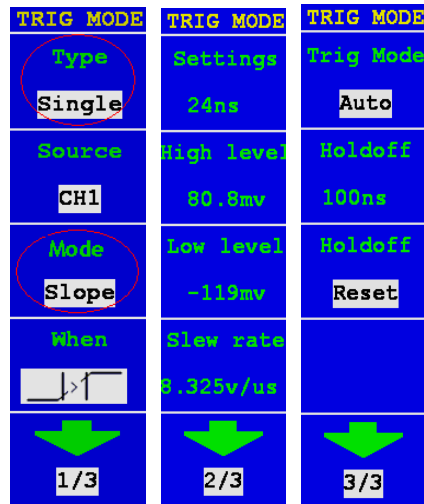 TRIG MODE
Type
Single
Source
CH1
Mode
Slope
When
1/3
TRIG MODE
Settings
24ns
High level
80.8mv
Low level
-119mv
Slew rate
8.325v/us
2/3
TRIG MODE
Trig Mode
Auto
Holdoff
100ns
Holdoff
Reset
3/3